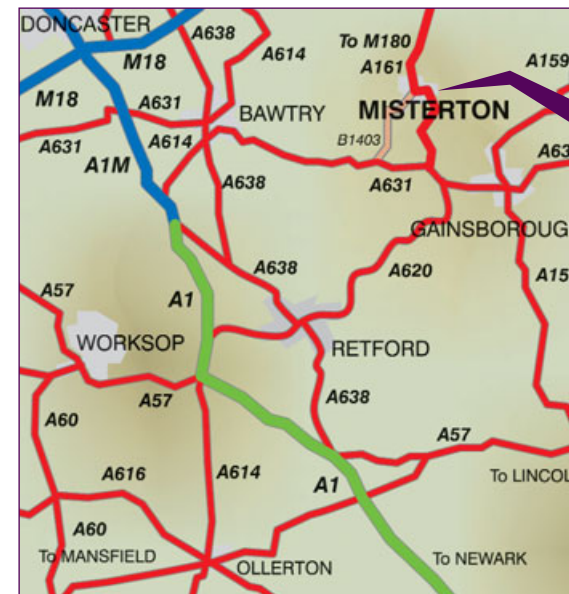 DONCASTER
A638
A614
To M180
A161
A159
M18
M18
A631
BAWTRY
MISTERTON
A631
A614
B1403
A1M
A638
A631
A63
GAINSBOROUG
A638
A620
A15
A57
A1
WORKSOP
RETFORD
A57
A638
A60
A57
A616
A614
A1
To LINCOL
A60
To MANSFIELD
OLLERTON
To NEWARK